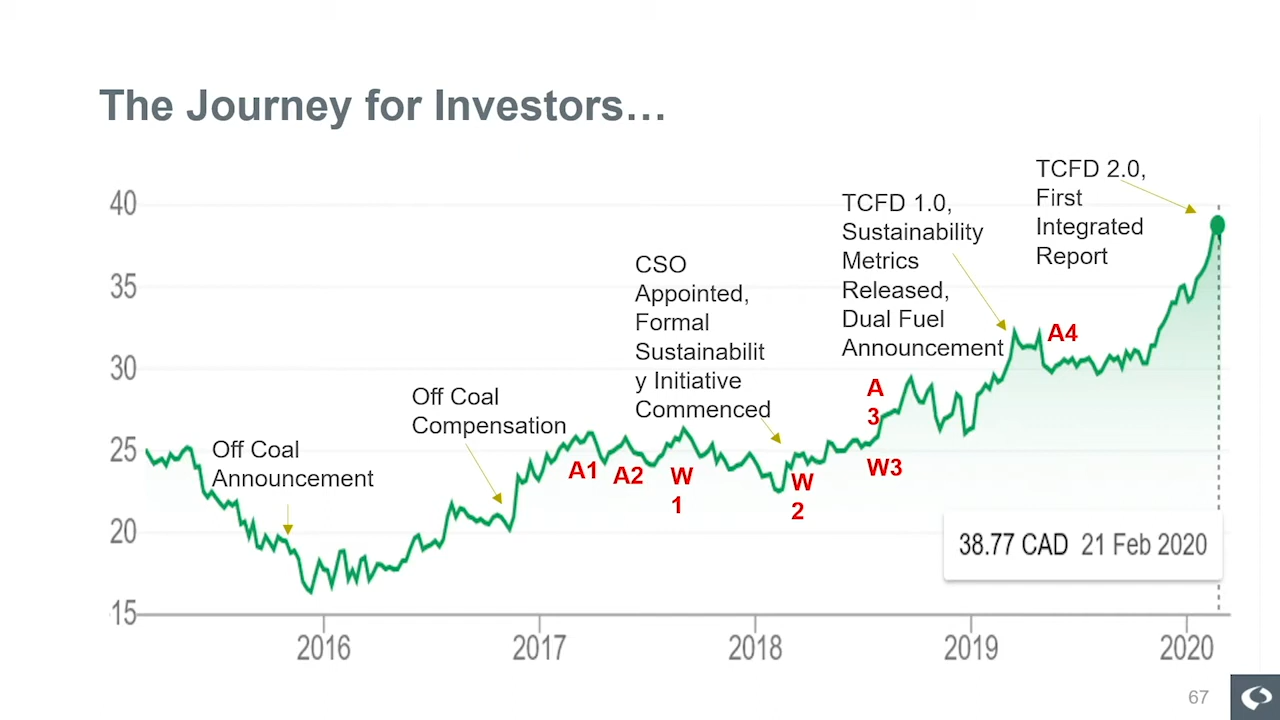 The Journey for Investors…
TCFD 2.0,
First
Integrated
Report
TCFD 1.0,
Sustainability
Metrics
Released,
Dual Fuel
Announcement
CSO
Appointed,
Formal
Sustainabilit
y Initiative
Commenced
Off Coal
Compensation
Off Coal
Announcement
40
35
30
25
20
15
A1
A2
W
1
W
2
A
3
W3
A4
38.77 CAD 21 Feb 2020
2016
2017
2018
2019
2020
67